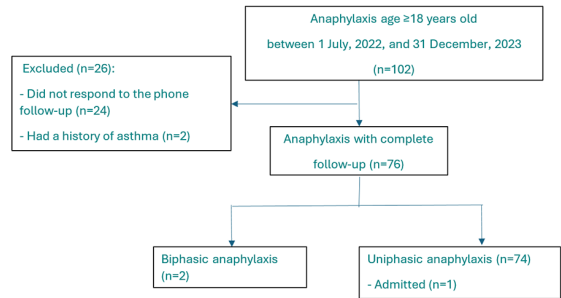 Anaphylaxis age ≥18 years old
between 1 July, 2022, and 31 December, 2023
(n=102)
Excluded (n=26):
- Did not respond to the phone
follow-up (n=24)
- Had a history of asthma (n=2)
Anaphylaxis with complete
follow-up (n=76)
Biphasic anaphylaxis
(n=2)
Uniphasic anaphylaxis (n=74)
- Admitted (n=1)